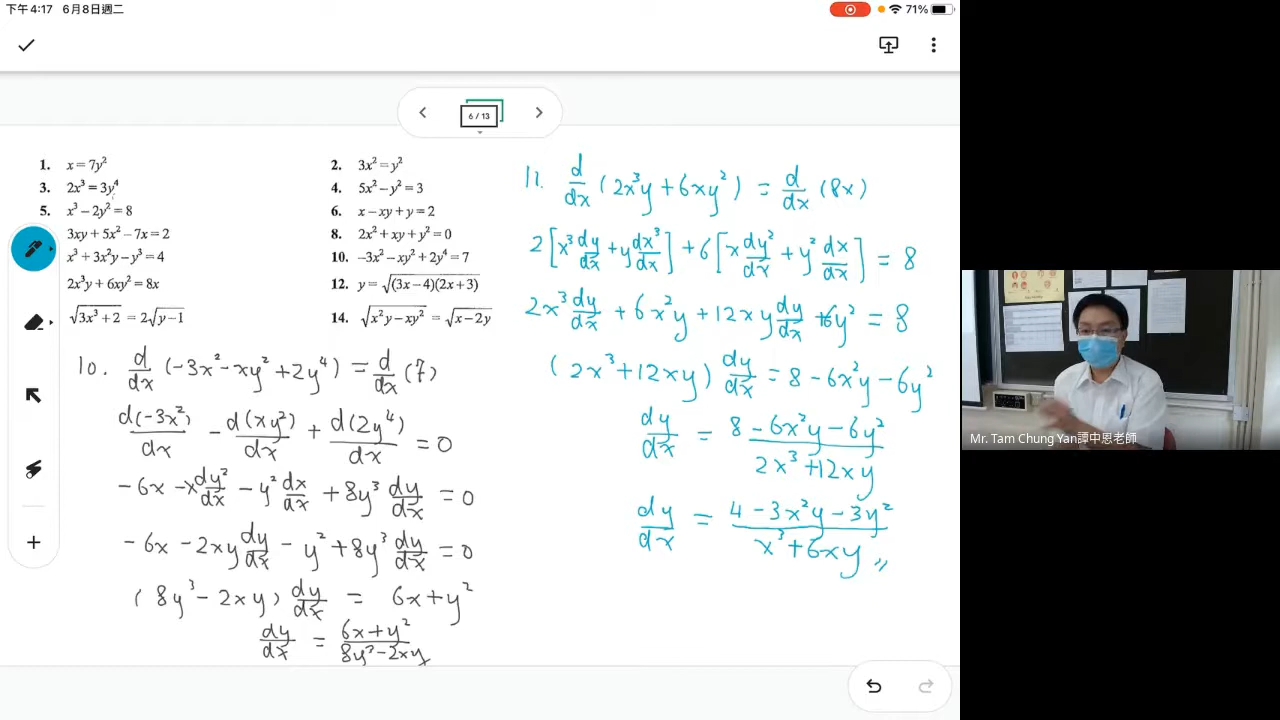 下午4:17 6月8日週二
71%
6 / 13
1. x = 7y²
2. 3x² = y²
3. 2x³ = 3y⁴
4. 5x² − y² = 3
5. x³ − 2y² = 8
6. x − xy + y = 2
3xy + 5x² − 7x = 2
8. 2x² + xy + y² = 0
x³ + 3x²y − y³ = 4
10. −3x² − xy² + 2y⁴ = 7
2x³y + 6xy² = 8x
12. y = √((3x − 4)(2x + 3))
√(3x³ + 2) = 2√(y − 1)
14. √(x²y − xy²) = √(x − 2y)
10. d/dx (−3x² − xy² + 2y⁴) = d/dx (7)
d(−3x²)/dx − d(xy²)/dx + d(2y⁴)/dx = 0
−6x − x dy²/dx − y² dx/dx + 8y³ dy/dx = 0
−6x − 2xy dy/dx − y² + 8y³ dy/dx = 0
(8y³ − 2xy) dy/dx = 6x + y²
dy/dx = (6x + y²)/(8y³ − 2xy)
11. d/dx (2x³y + 6xy²) = d/dx (8x)
2[x³ dy/dx + y dx³/dx] + 6[x dy²/dx + y² dx/dx] = 8
2x³ dy/dx + 6x²y + 12xy dy/dx + 6y² = 8
(2x³ + 12xy) dy/dx = 8 − 6x²y − 6y²
dy/dx = (8 − 6x²y − 6y²)/(2x³ + 12xy)
dy/dx = (4 − 3x²y − 3y²)/(x³ + 6xy) //
Mr. Tam Chung Yan譚中恩老師